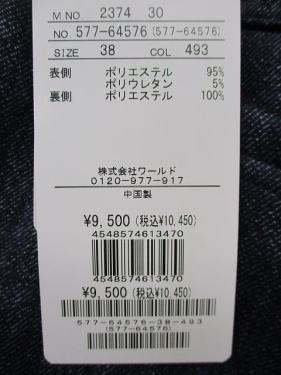 M NO 2374 30
NO. 577-64576 (577-64576)
SIZE 38 COL 493
表側 ポリエステル 95%
ポリウレタン 5%
裏側 ポリエステル 100%
株式会社ワールド
0120-977-917
中国製
¥9,500 (税込¥10,450)
4548574613470
4548574613470
¥9,500 (税込¥10,450)
577-64576-38-493
(577-64576)